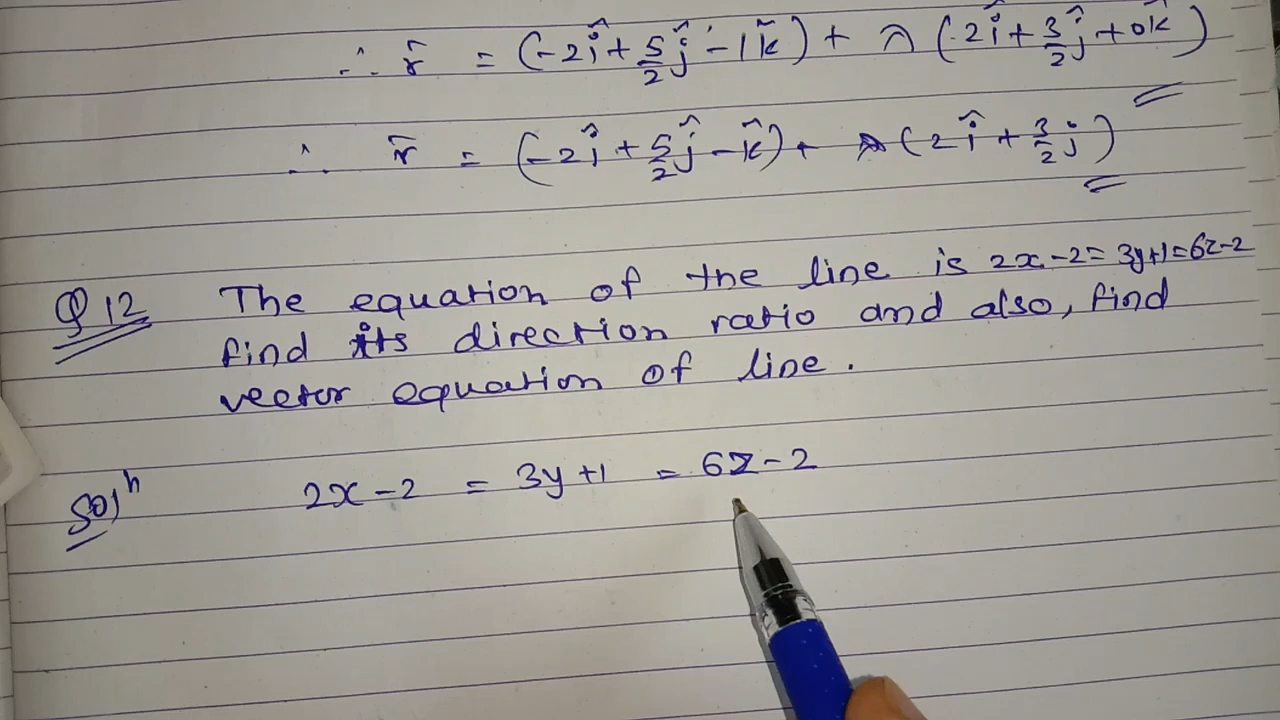 ∴ r̄ = (-2î + 5/2 ĵ - 1k̂) + λ (2î + 3/2 ĵ + 0k̂)
∴ r̄ = (-2î + 5/2 ĵ - k̂) + λ (2î + 3/2 ĵ)
Q 12 The equation of the line is 2x-2=3y+1=6z-2
find its direction ratio and also, find
vector equation of line.
Solⁿ 2x-2 = 3y+1 = 6z-2